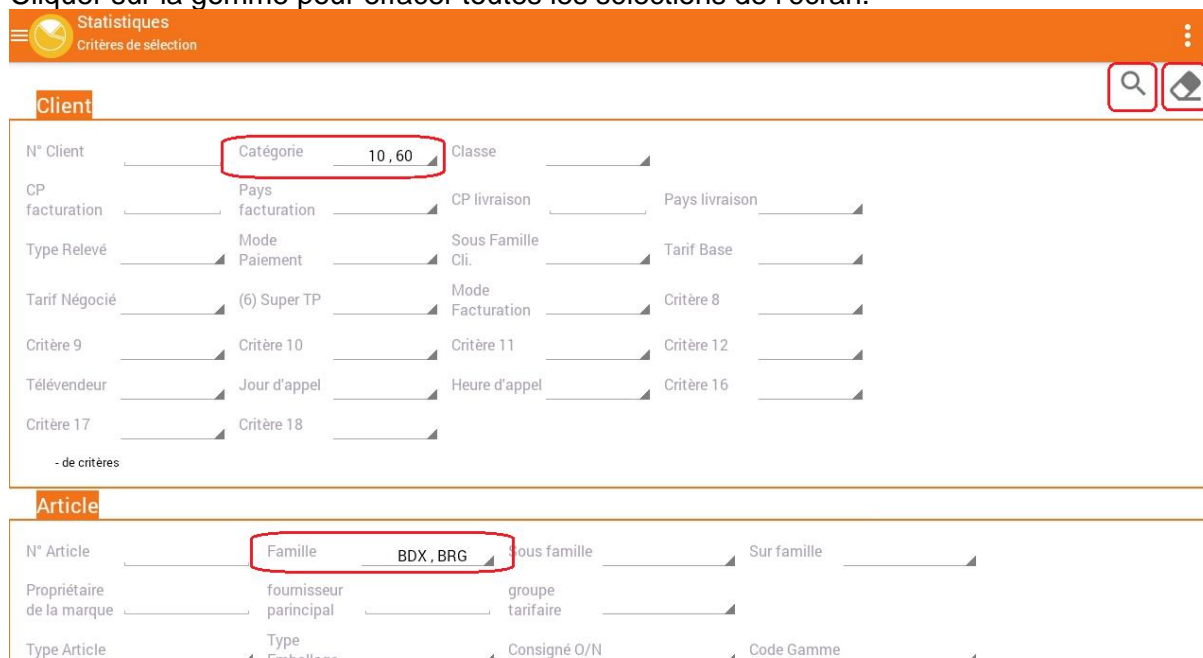 Cliquer sur la gomme pour effacer toutes les sélections de l'écran.
Statistiques
Critères de sélection
Client
N° Client Catégorie 10 , 60 Classe
CP facturation Pays facturation CP livraison Pays livraison
Type Relevé Mode Paiement Sous Famille Cli. Tarif Base
Tarif Négocié (6) Super TP Mode Facturation Critère 8
Critère 9 Critère 10 Critère 11 Critère 12
Télévendeur Jour d'appel Heure d'appel Critère 16
Critère 17 Critère 18
- de critères
Article
N° Article Famille BDX , BRG Sous famille Sur famille
Propriétaire de la marque fournisseur parincipal groupe tarifaire
Type Article Type Emballage Consigné O/N Code Gamme